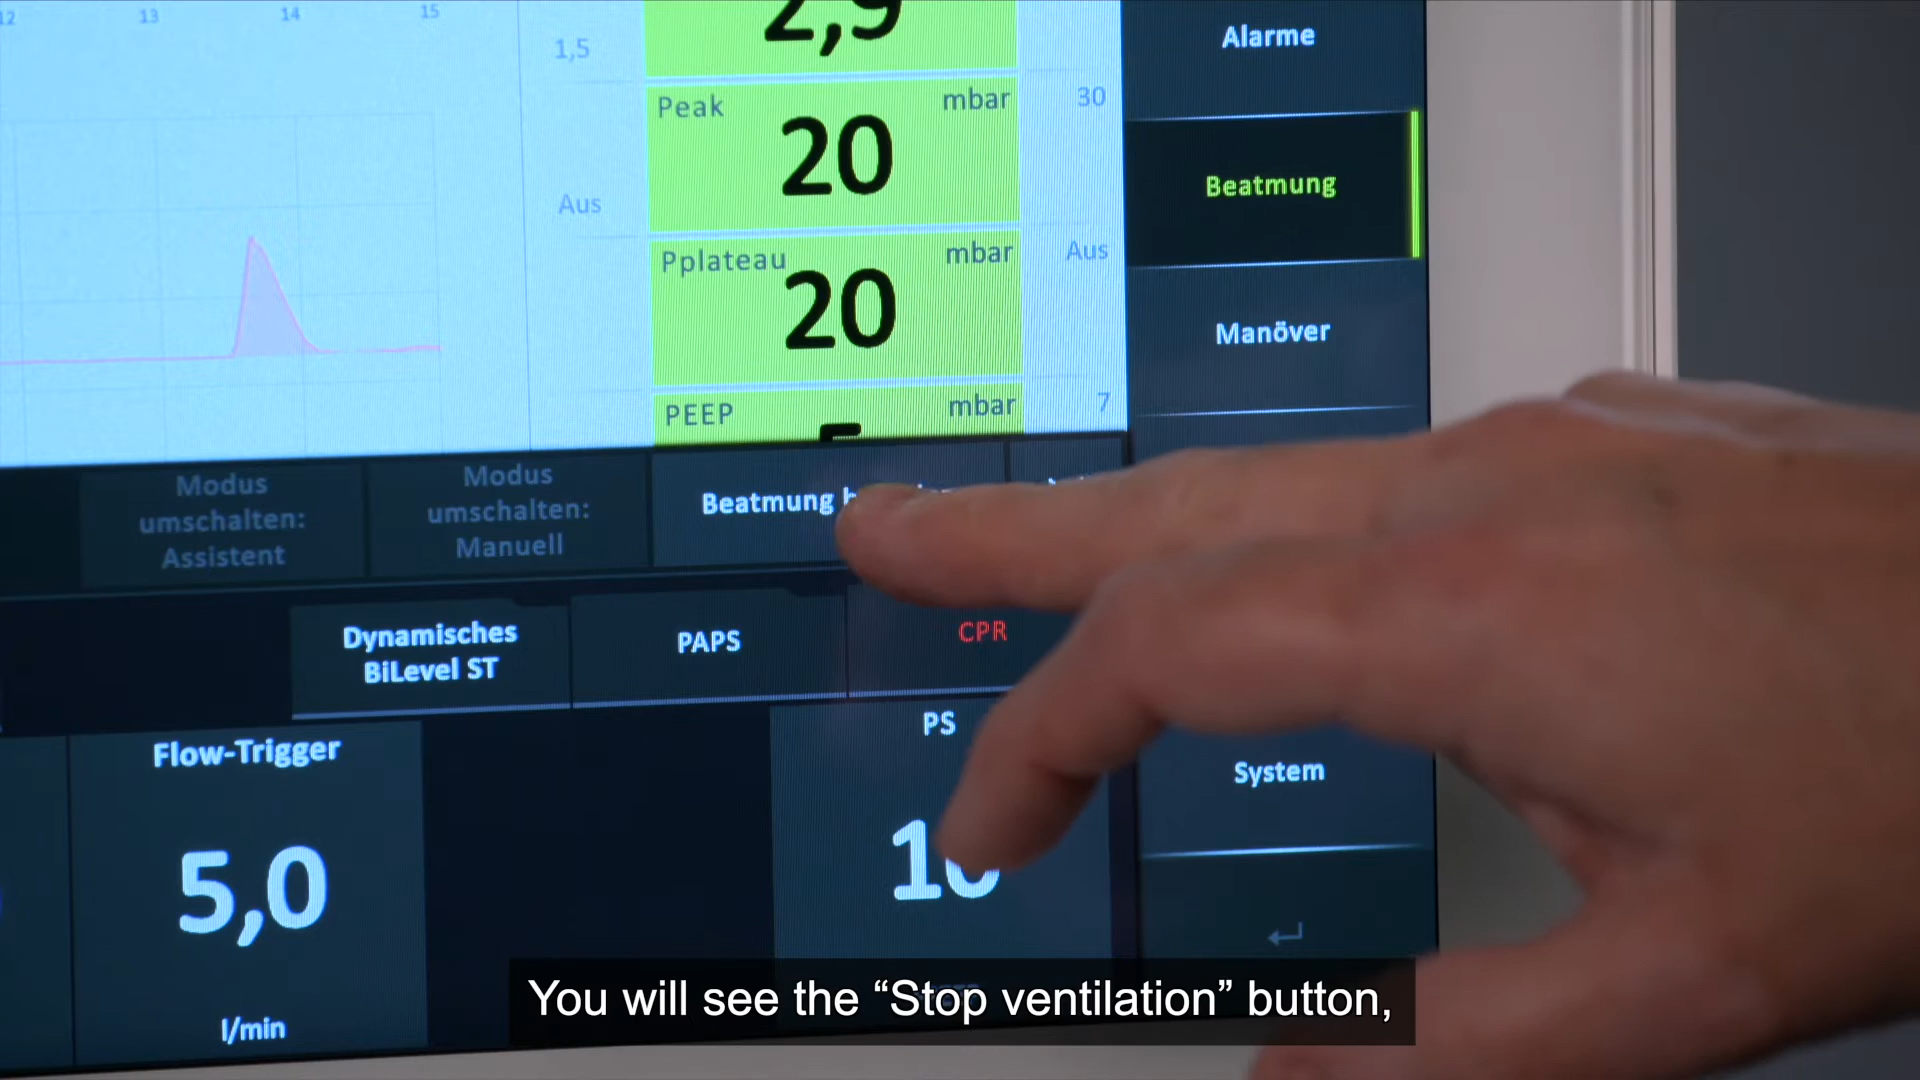 12 13 14 15
1,5
2,9
Alarme
Peak mbar 30
20
Aus
Beatmung
Pplateau mbar Aus
20
Manöver
PEEP mbar 7
Modus
umschalten:
Assistent
Modus
umschalten:
Manuell
Beatmung
Dynamisches
BiLevel ST
PAPS
CPR
Flow-Trigger
5,0
l/min
PS
System
You will see the “Stop ventilation” button,